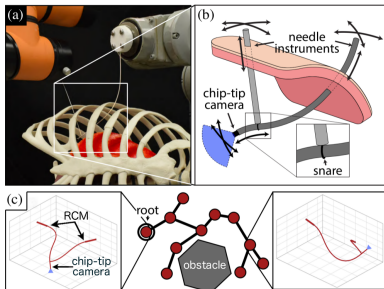 (a)
(b)
needle
instruments
chip-tip
camera
snare
(c)
RCM
chip-tip
camera
root
obstacle